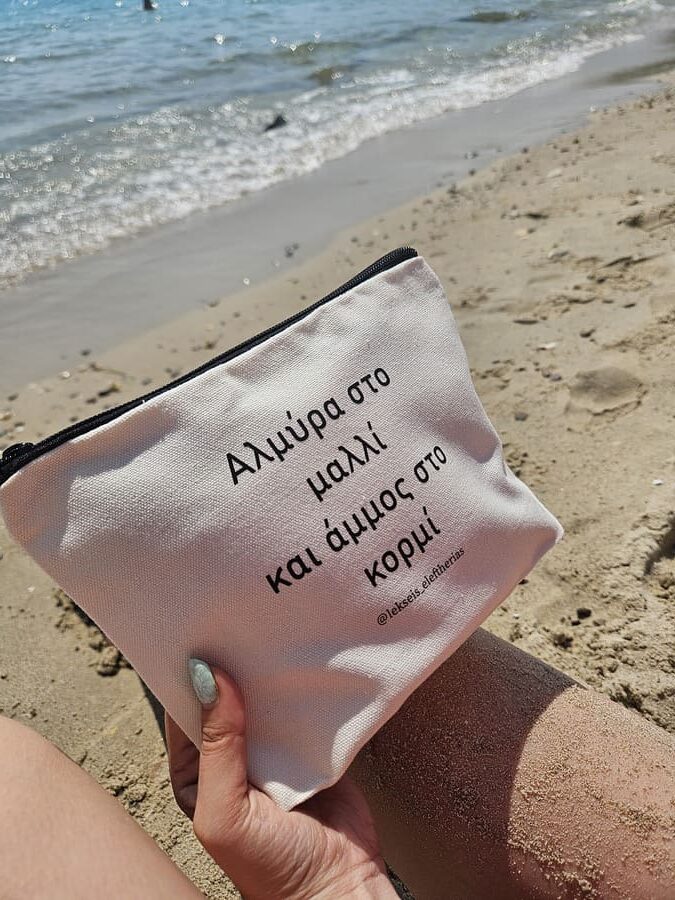 Αλμύρα στο
μαλλί
και άμμος στο
κορμί
@lekseis_eleftherias